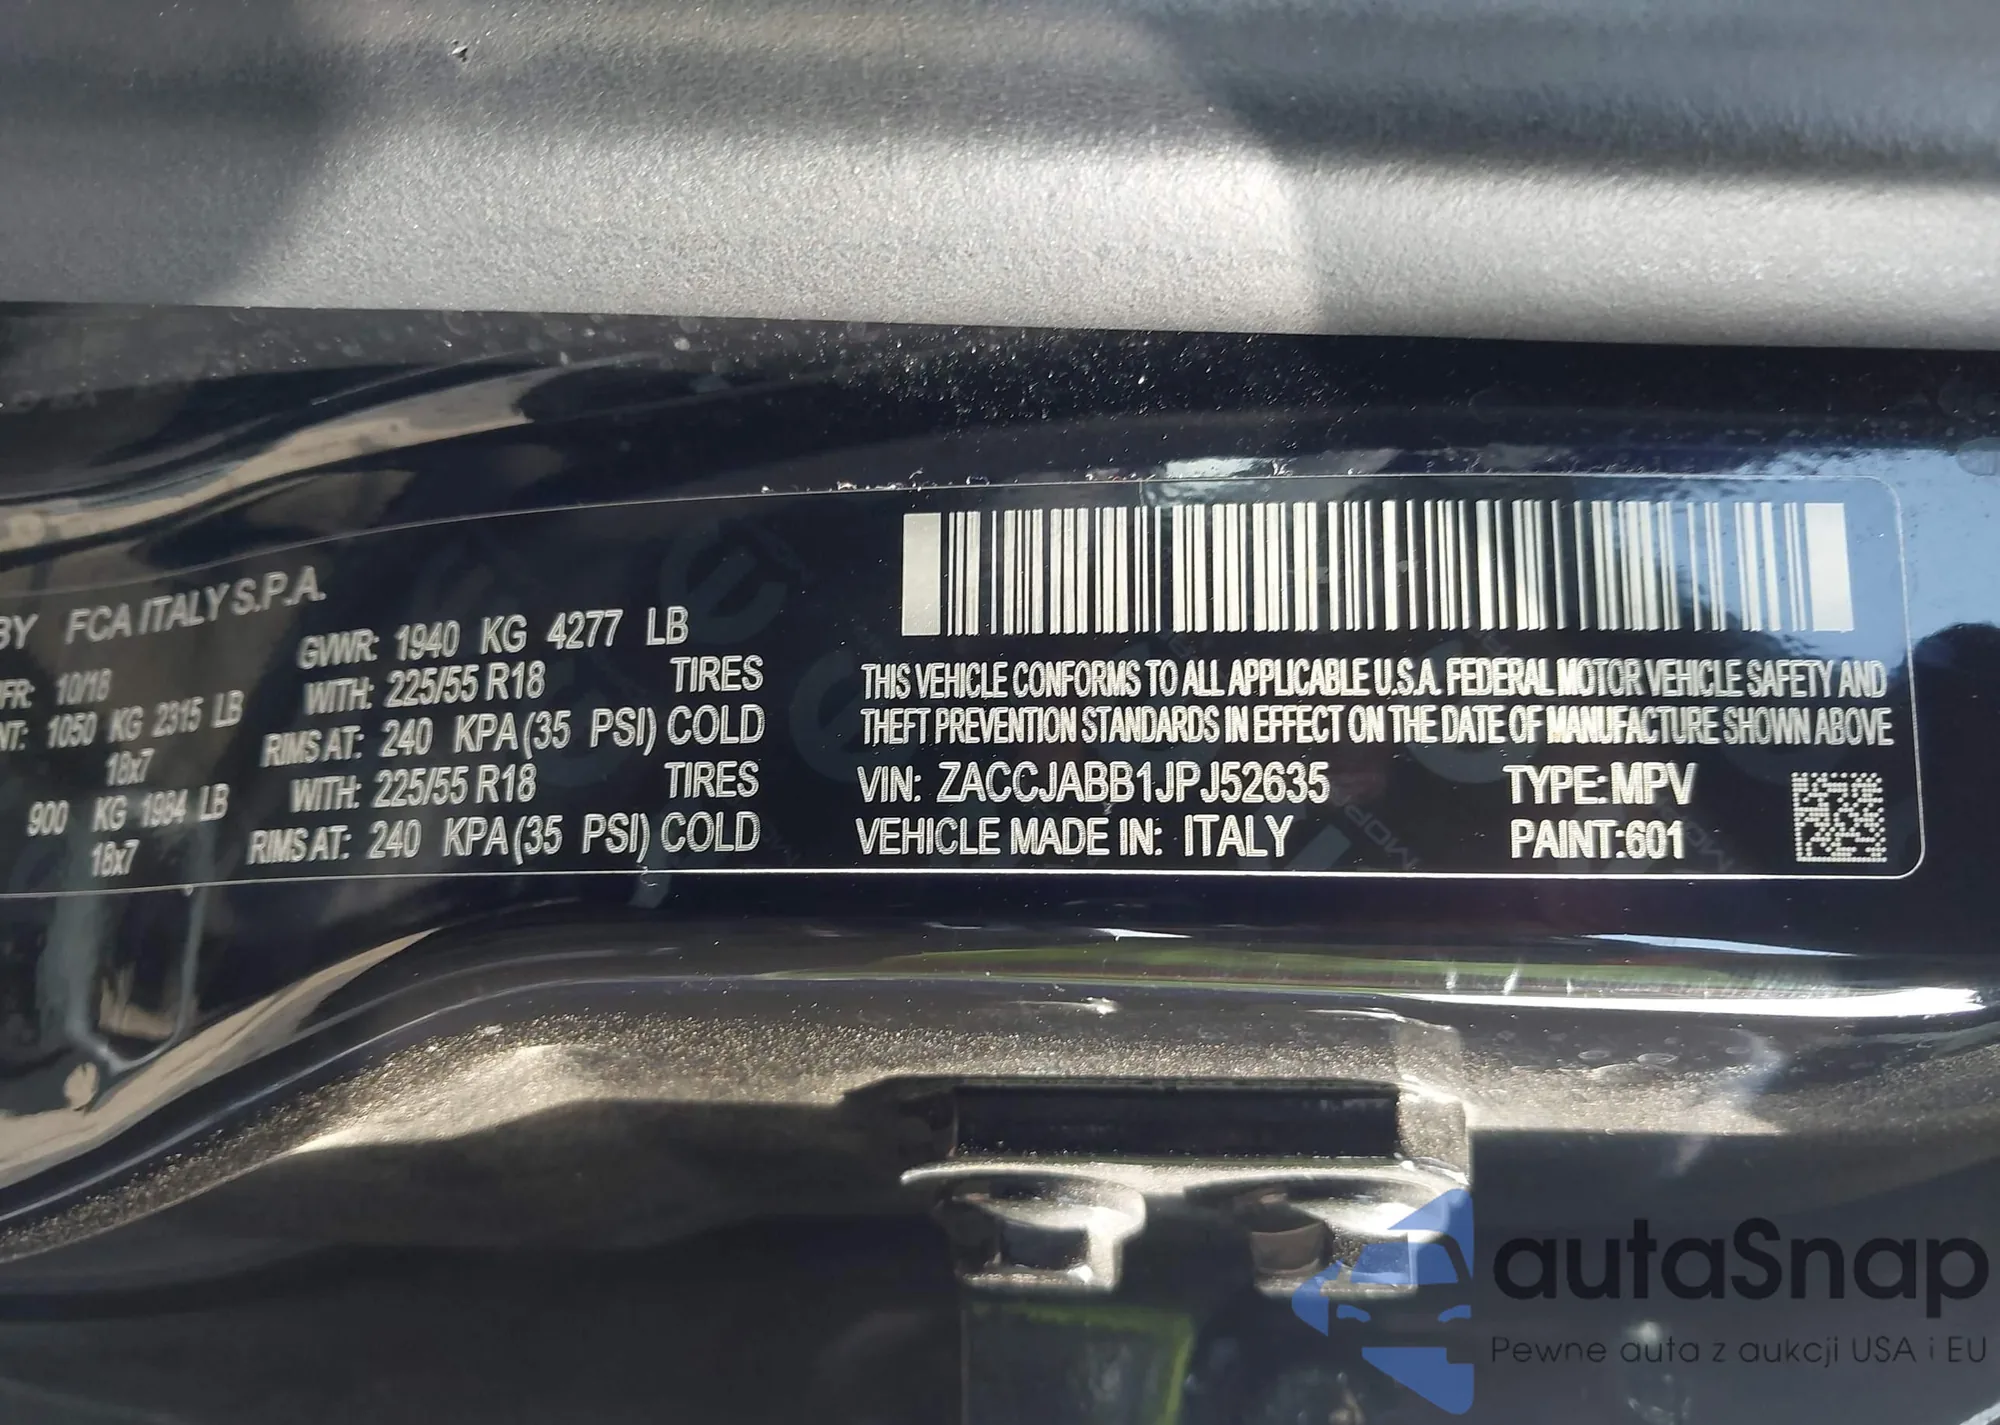 BY FCA ITALY S.P.A.
FR: 10/18 GVWR: 1940 KG 4277 LB
NT: 1050 KG 2315 LB WITH: 225/55 R18 TIRES
18x7 RIMS AT: 240 KPA (35 PSI) COLD
900 KG 1984 LB WITH: 225/55 R18 TIRES
18x7 RIMS AT: 240 KPA (35 PSI) COLD
THIS VEHICLE CONFORMS TO ALL APPLICABLE U.S.A. FEDERAL MOTOR VEHICLE SAFETY AND
THEFT PREVENTION STANDARDS IN EFFECT ON THE DATE OF MANUFACTURE SHOWN ABOVE
VIN: ZACCJABB1JPJ52635 TYPE: MPV
VEHICLE MADE IN: ITALY PAINT: 601
autaSnap
Pewne auta z aukcji USA i EU